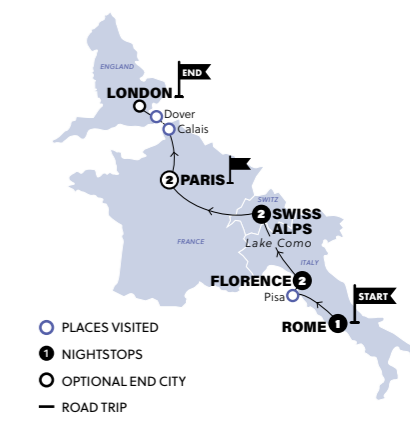 ENGLAND
END
LONDON
Dover
Calais
2 PARIS
SWITZ
2 SWISS
ALPS
Lake Como
FRANCE
ITALY
FLORENCE 2
Pisa
START
ROME 1
PLACES VISITED
1 NIGHTSTOPS
OPTIONAL END CITY
ROAD TRIP